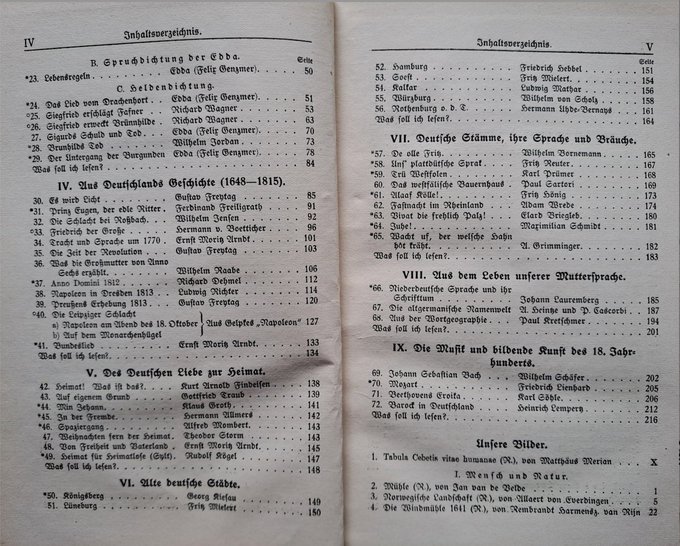 IV
Inhaltsverzeichnis.
B. Spruchdichtung der Edda. Seite
*23. Lebensregeln . . . . Edda (Felix Genzmer). . . . 50
C. Heldendichtung.
*24. Das Lied vom Drachenhort. . Edda (Felix Genzmer). . . . 51
o25. Siegfried erschlägt Fafner . . Richard Wagner . . . . 53
o26. Siegfried erweckt Brünnhilde . Richard Wagner . . . . 63
27. Sigurds Schuld und Tod. . . Edda (Felix Genzmer). . . . 70
*28. Brunhilds Tod . . . . Wilhelm Jordan . . . . 73
*29. Der Untergang der Burgunden Edda (Felix Genzmer). . . . 78
Was soll ich lesen? . . . . 84
IV. Aus Deutschlands Geschichte (1648—1815).
30. Es wird Licht . . . . Gustav Freytag . . . . 85
*31. Prinz Eugen, der edle Ritter . Ferdinand Freiligrath . . . . 91
32. Die Schlacht bei Roßbach. . . Wilhelm Jensen . . . . 92
o33. Friedrich der Große . . . . Hermann v. Boetticher . . . . 96
34. Tracht und Sprache um 1770 . Ernst Moritz Arndt. . . . 101
35. Die Zeit der Revolution . . . Gustav Freytag . . . . 103
36. Was die Großmutter von Anno
Sechs erzählt. . . . Wilhelm Raabe . . . . 106
*37. Anno Domini 1812 . . . . Richard Dehmel . . . . 112
38. Napoleon in Dresden 1813 . . Ludwig Richter . . . . 114
39. Preußens Erhebung 1813 . . Gustav Freytag . . . . 120
*40. Die Leipziger Schlacht
a) Napoleon am Abend des 18. Oktober } Aus Gelpkes „Napoleon“ 127
b) Auf dem Monarchenhügel
*41. Bundeslied . . . . Ernst Moritz Arndt. . . . 133
Was soll ich lesen? . . . . 134
V. Des Deutschen Liebe zur Heimat.
42. Heimat! Was ist das?. . . . Kurt Arnold Findeisen . . . . 138
43. Auf eigenem Grund . . . . Gottfried Traub . . . . 139
*44. Min Jehann. . . . Klaus Groth. . . . 141
*45. In der Fremde. . . . Hermann Allmers . . . . 142
*46. Spaziergang . . . . Alfred Mombert. . . . 143
47. Weihnachten fern der Heimat. Theodor Storm . . . . 143
48. Von Freiheit und Vaterland . Ernst Moritz Arndt. . . . 145
*49. Heimat für Heimatlose (Sylt). Rudolf Kögel . . . . 147
Was soll ich lesen?. . . . 148
VI. Alte deutsche Städte.
*50. Königsberg . . . . Georg Kiesau . . . . 149
51. Lüneburg . . . . Fritz Mielert . . . . 150
Inhaltsverzeichnis. V
Seite
52. Hamburg . . . . Friedrich Hebbel . . . . 151
53. Soest . . . . Fritz Mielert. . . . 154
54. Kalkar . . . . Ludwig Mathar . . . . 156
55. Würzburg . . . . Wilhelm von Scholz . . . . 158
56. Rothenburg o. d. T. . . . Hermann Uhde-Bernays . . . . 161
Was soll ich lesen?. . . . 164
VII. Deutsche Stämme, ihre Sprache und Bräuche.
*57. De olle Fritz. . . . Wilhelm Bornemann. . . . 165
*58. Uns' plattdütsch Sprak . . . Fritz Reuter. . . . 166
*59. Trü Westfolen . . . . Karl Prümer . . . . 168
60. Das westfälische Bauernhaus . Paul Sartori . . . . 169
*61. Alaaf Kölle! . . . . Fritz Hönig . . . . 173
62. Fastnacht im Rheinland . . . Adam Wrede . . . . 174
*63. Vivat die frehlich Palz! . . . Clara Briegleb. . . . 180
*64. Juhe! . . . . Maximilian Schmidt . . . . 181
*65. Wacht uf, der welsche Hahn
hot kräht. . . . A. Grimminger. . . . 182
Was soll ich lesen? . . . . 183
VIII. Aus dem Leben unserer Muttersprache.
*66. Niederdeutsche Sprache und ihr
Schrifttum . . . . Johann Lauremberg . . . . 185
67. Die altgermanische Namenwelt A. Heintze und P. Cascorbi . . 187
68. Aus der Wortgeographie. . . Paul Kretschmer . . . . 194
Was soll ich lesen? . . . . 201
IX. Die Musik und bildende Kunst des 18. Jahr-
hunderts.
69. Johann Sebastian Bach . . . Wilhelm Schäfer. . . . 202
*70. Mozart . . . . Friedrich Lienhard . . . . 205
71. Beethovens Eroika . . . . Karl Söhle. . . . 206
72. Barock in Deutschland . . . Heinrich Lempertz. . . . 212
Was soll ich lesen? . . . . 216
Unsere Bilder.
1. Tabula Cebetis vitae humanae (R.), von Matthäus Merian . . . . X
I. Mensch und Natur.
2. Mühle (R.), von Jan van de Velde . . . . 1
3. Norwegische Landschaft (R.), von Allaert von Everdingen . . . . 5
4. Die Windmühle 1641 (R.), von Rembrandt Harmensz. van Rijn 22